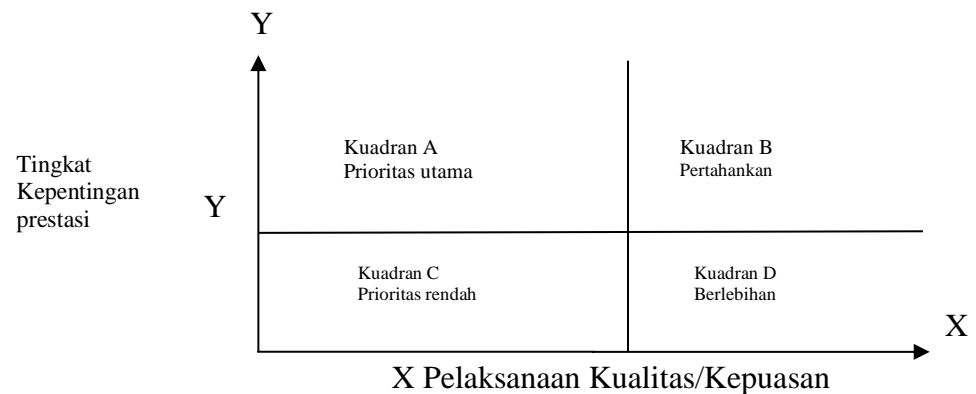 Y
Kuadran A
Prioritas utama
Kuadran B
Pertahankan
Tingkat
Kepentingan
prestasi
Y
Kuadran C
Prioritas rendah
Kuadran D
Berlebihan
X
X Pelaksanaan Kualitas/Kepuasan